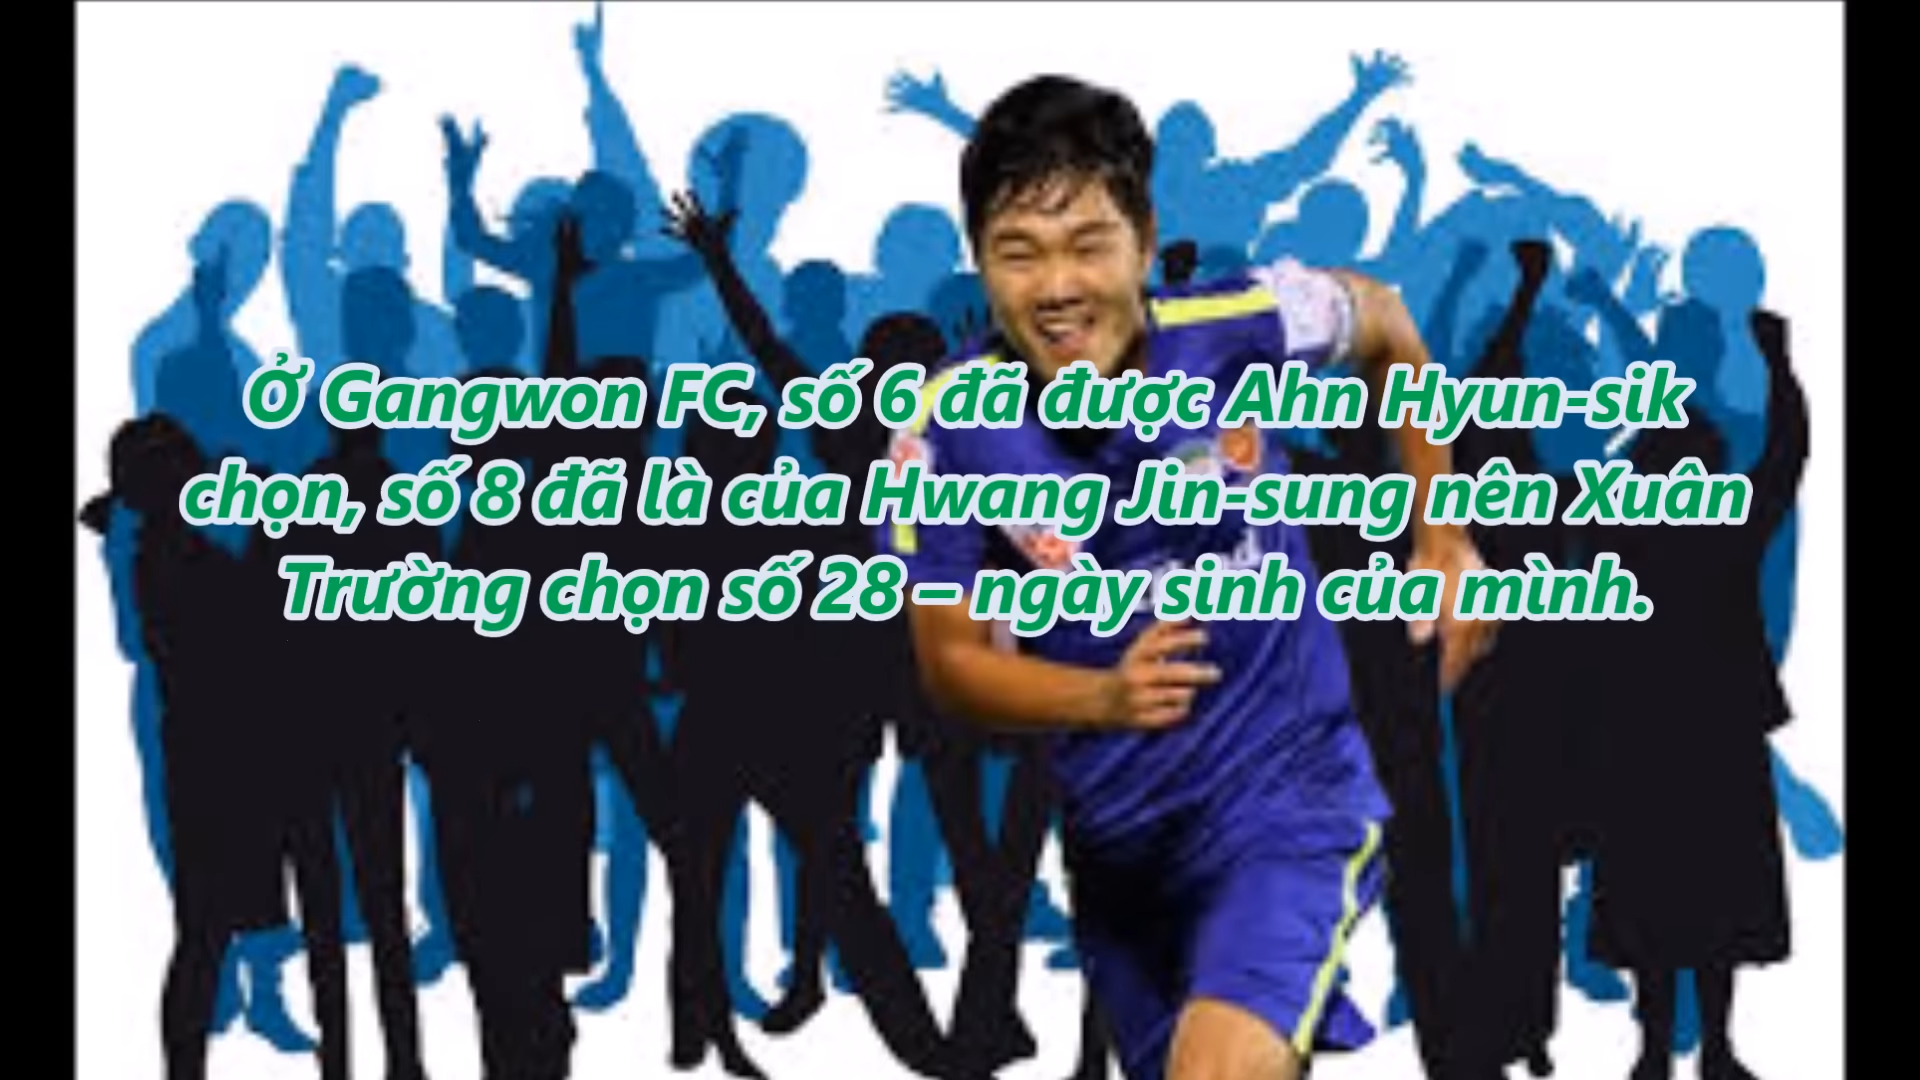 Ở Gangwon FC, số 6 đã được Ahn Hyun-sik
chọn, số 8 đã là của Hwang Jin-sung nên Xuân
Trường chọn số 28 – ngày sinh của mình.